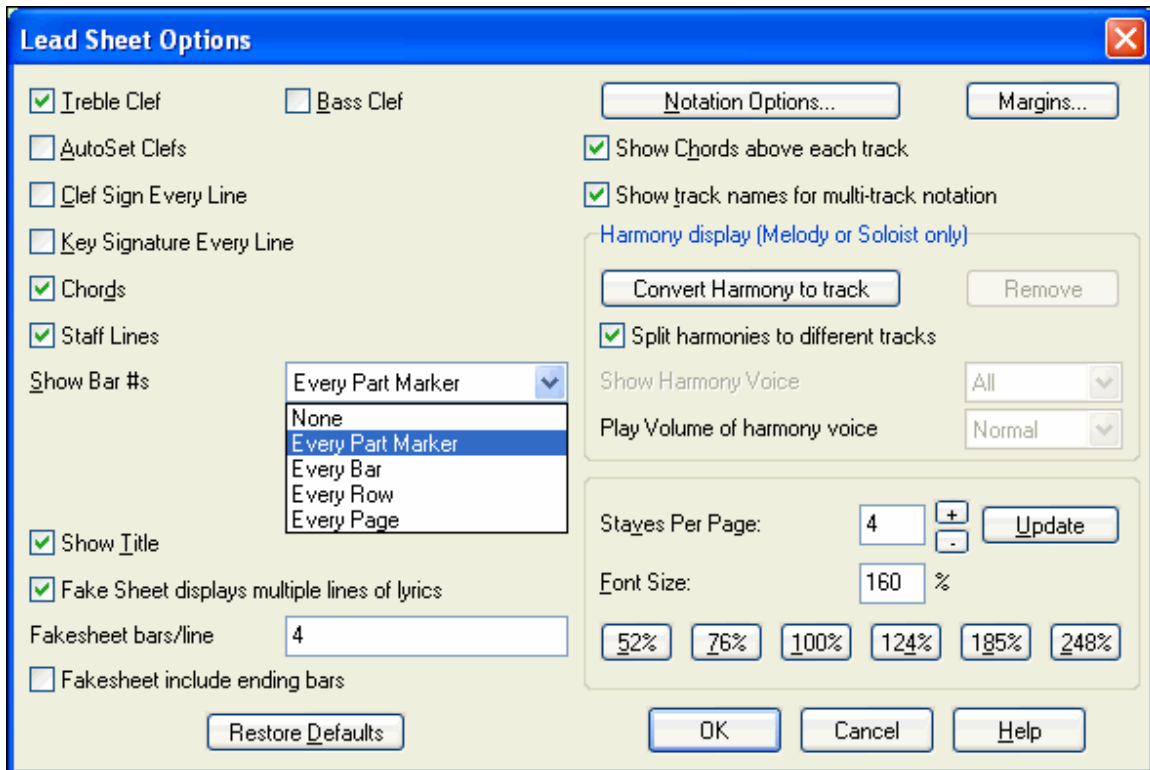 Lead Sheet Options
Treble Clef
Bass Clef
AutoSet Clefs
Clef Sign Every Line
Key Signature Every Line
Chords
Staff Lines
Show Bar #s
Every Part Marker
None
Every Part Marker
Every Bar
Every Row
Every Page
Show Title
Fake Sheet displays multiple lines of lyrics
Fakesheet bars/line
4
Fakesheet include ending bars
Restore Defaults
Notation Options...
Margins...
Show Chords above each track
Show track names for multi-track notation
Harmony display (Melody or Soloist only)
Convert Harmony to track
Remove
Split harmonies to different tracks
Show Harmony Voice
All
Play Volume of harmony voice
Normal
Staves Per Page:
4
+
-
Update
Font Size:
160 %
52% 76% 100% 124% 185% 248%
OK
Cancel
Help